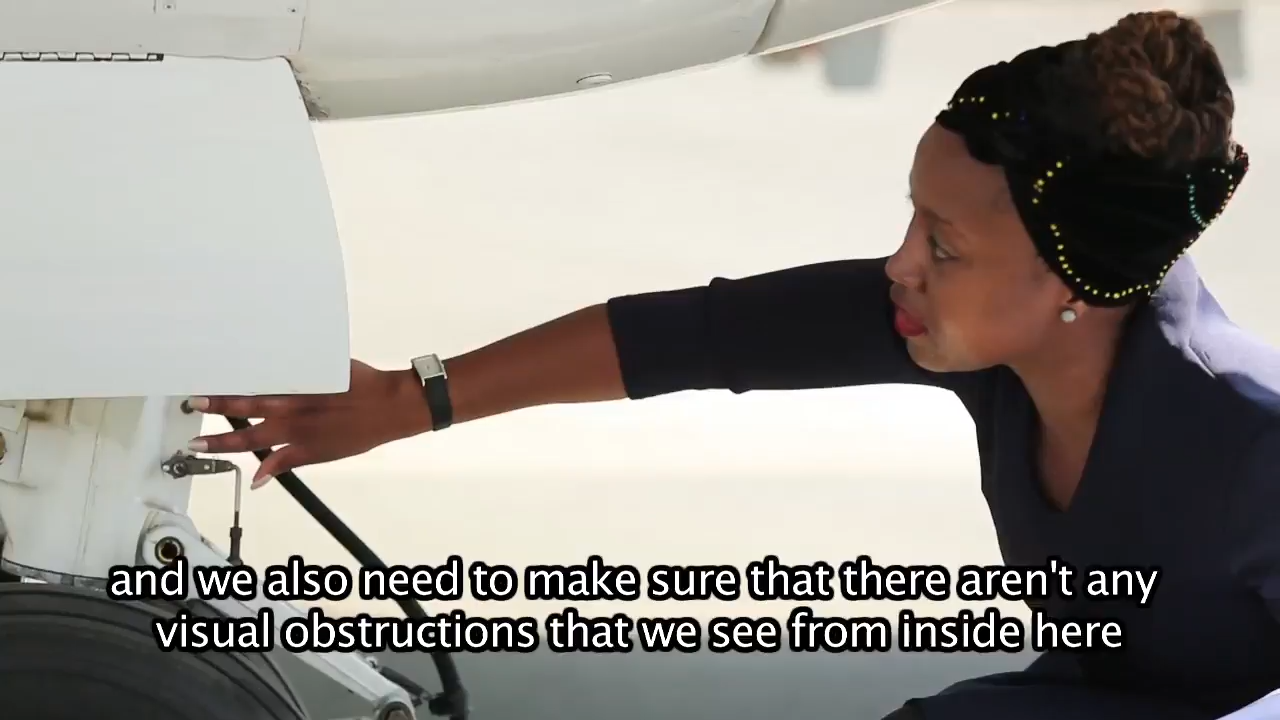 and we also need to make sure that there aren't any
visual obstructions that we see from inside here